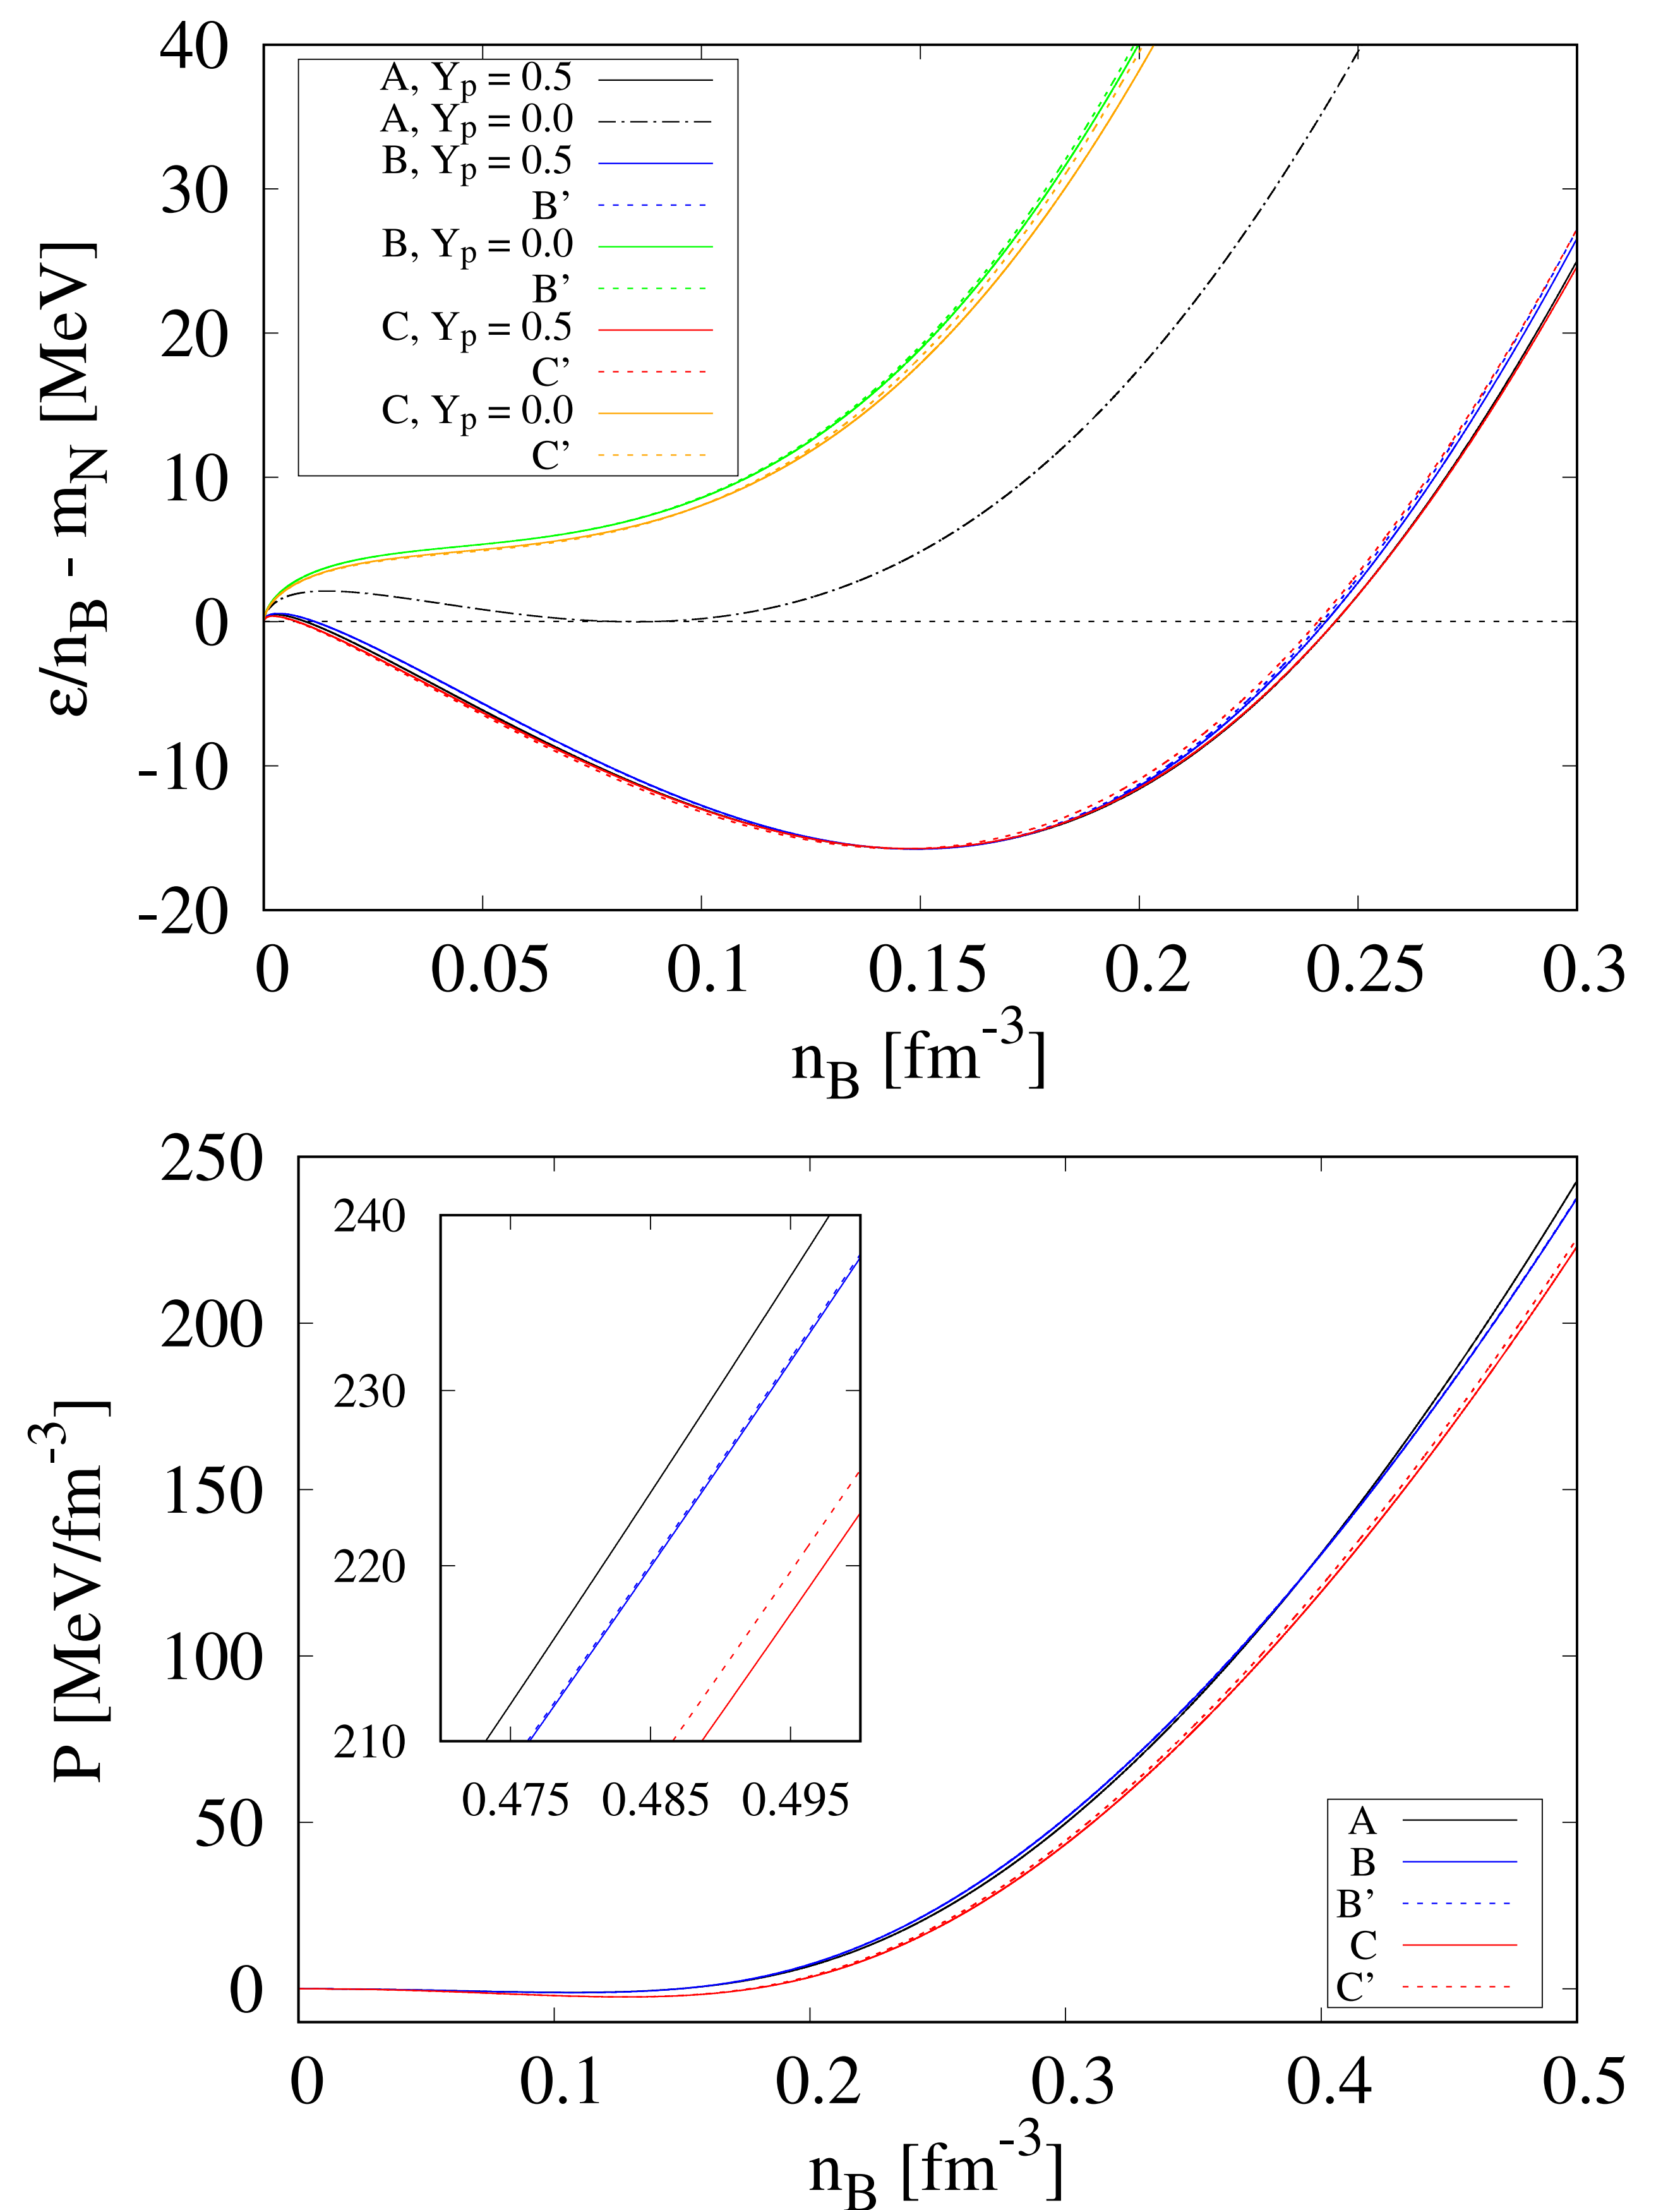 40
30
20
10
0
-10
-20
ε/nB - mN [MeV]
A, Yp = 0.5
A, Yp = 0.0
B, Yp = 0.5
B'
B, Yp = 0.0
B'
C, Yp = 0.5
C'
C, Yp = 0.0
C'
0 0.05 0.1 0.15 0.2 0.25 0.3
nB [fm-3]
250
200
150
100
50
0
P [MeV/fm-3]
240
230
220
210
0.475 0.485 0.495
A
B
B'
C
C'
0 0.1 0.2 0.3 0.4 0.5
nB [fm-3]